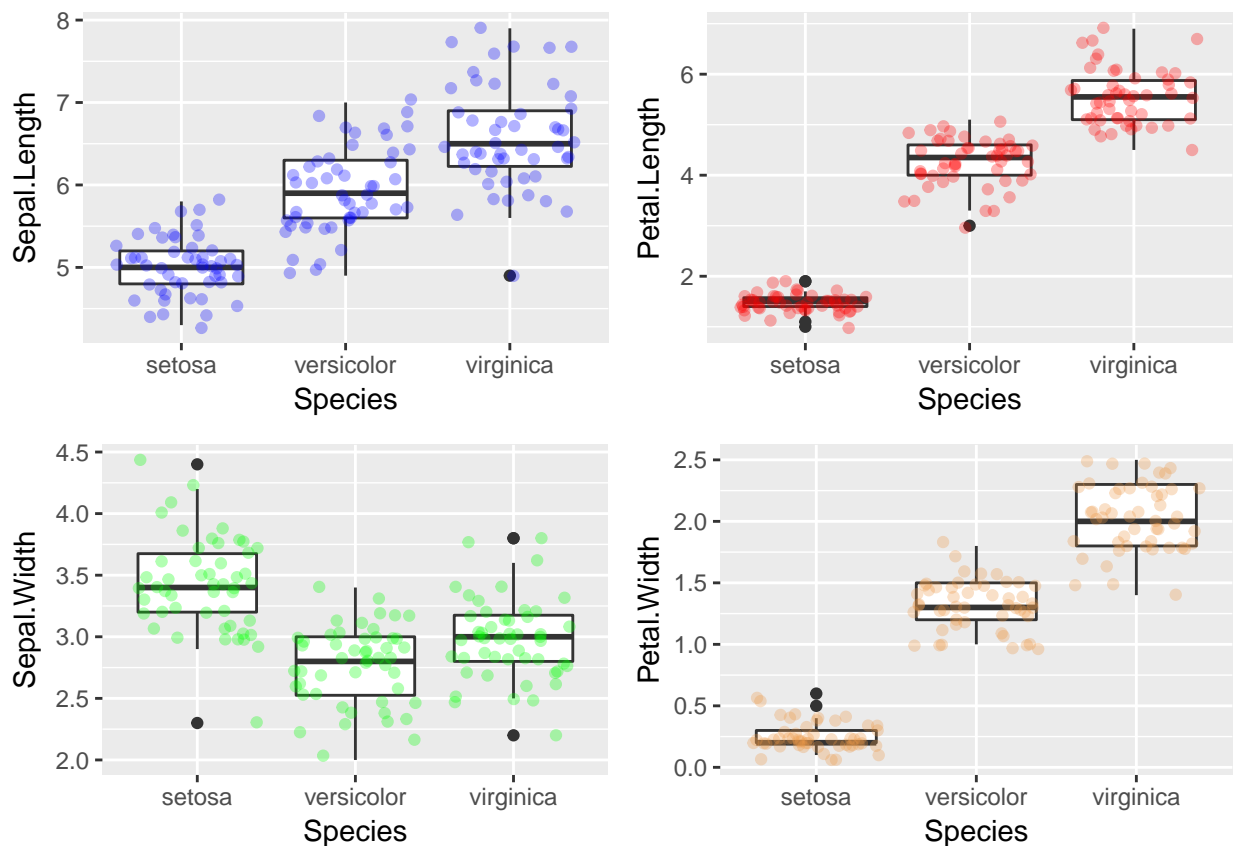 Sepal.Length
8
7
6
5
setosa versicolor virginica
Species
Petal.Length
6
4
2
setosa versicolor virginica
Species
Sepal.Width
4.5
4.0
3.5
3.0
2.5
2.0
setosa versicolor virginica
Species
Petal.Width
2.5
2.0
1.5
1.0
0.5
0.0
setosa versicolor virginica
Species